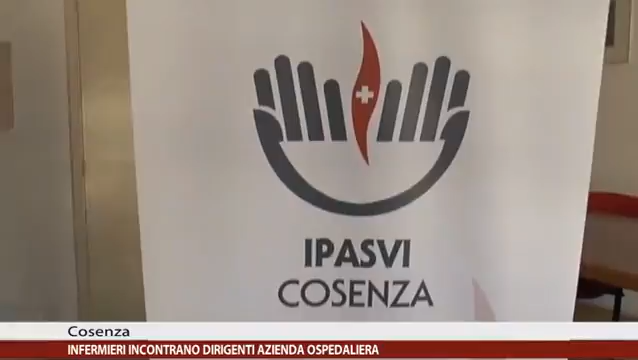 IPASVI
COSENZA
Cosenza
INFERMIERI INCONTRANO DIRIGENTI AZIENDA OSPEDALIERA